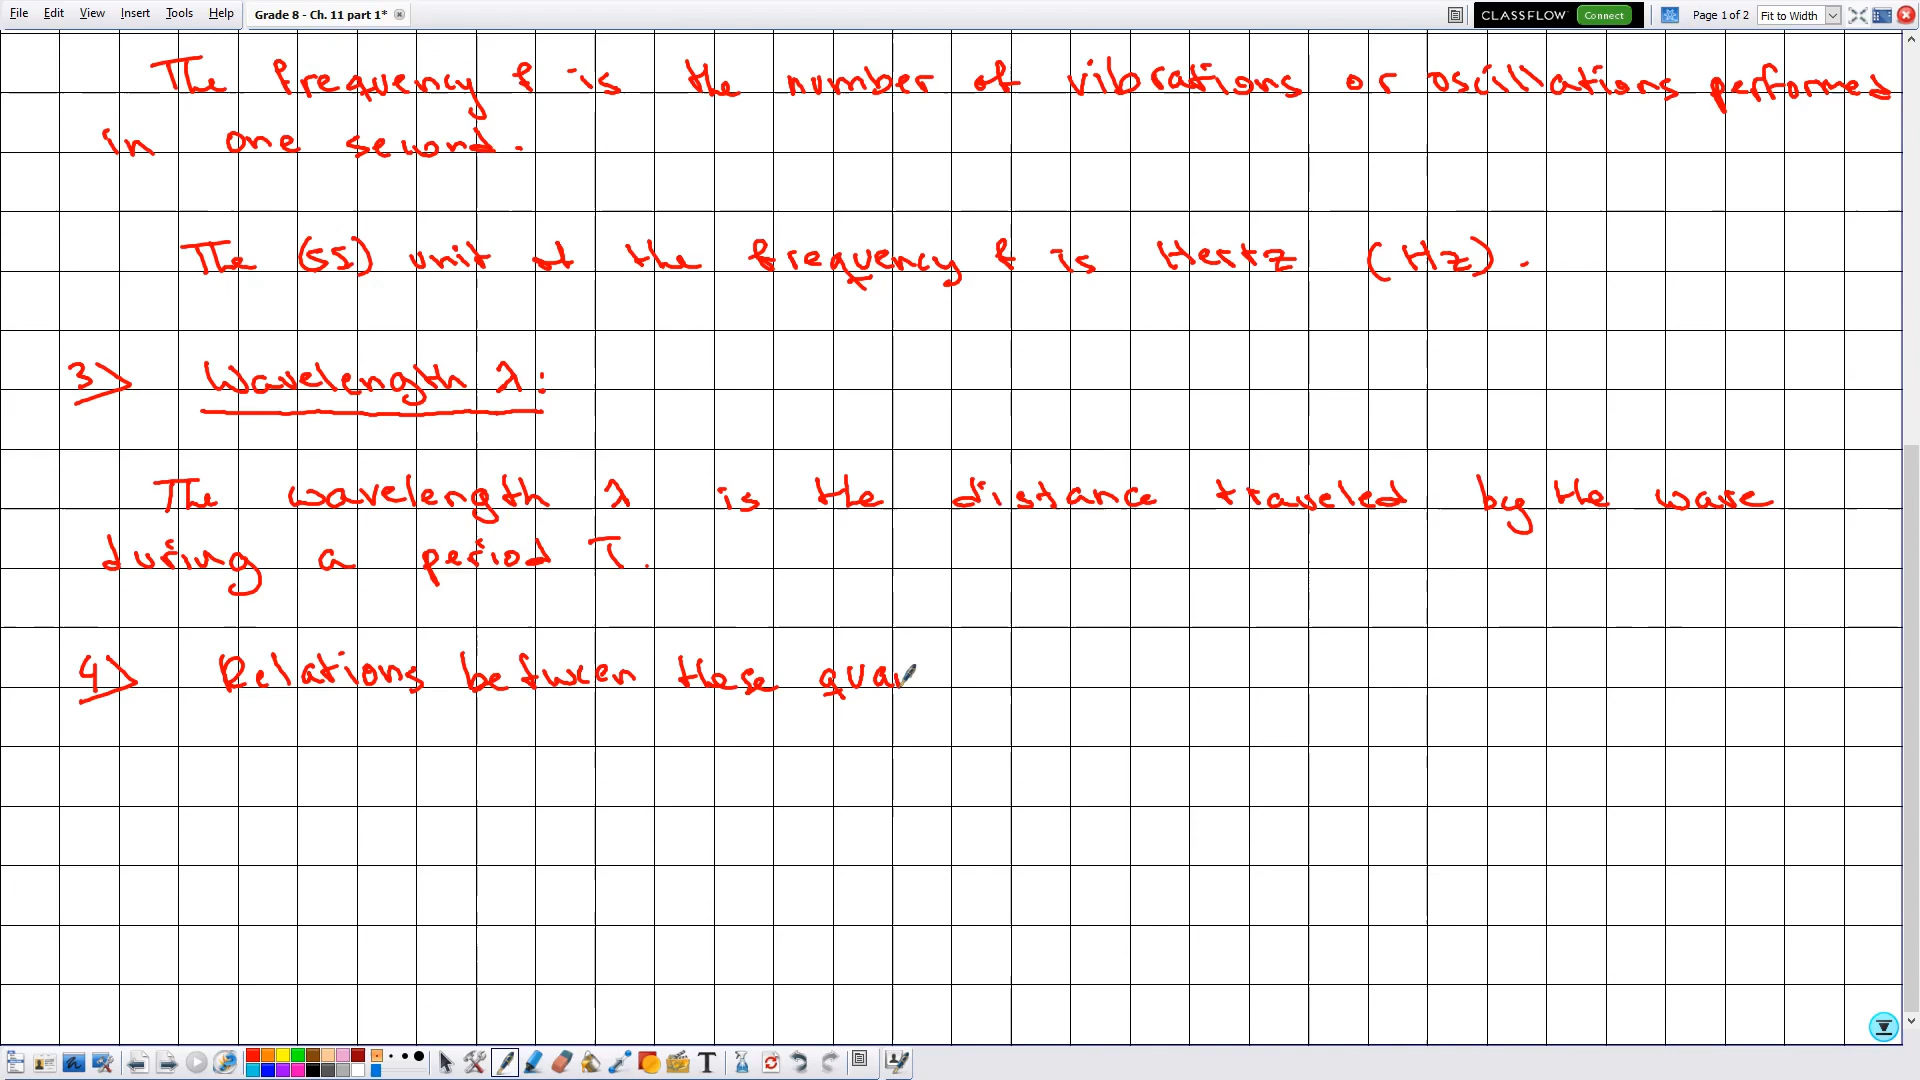 File Edit View Insert Tools Help Grade 8 - Ch. 11 part 1* CLASSFLOW Connect Page 1 of 2 Fit to Width
The frequency f is the number of vibrations or oscillations performed
in one second.
The (SI) unit of the frequency f is Hertz (Hz).
3> Wavelength λ:
The wavelength λ is the distance traveled by the wave
during a period T.
4> Relations between these quan
T